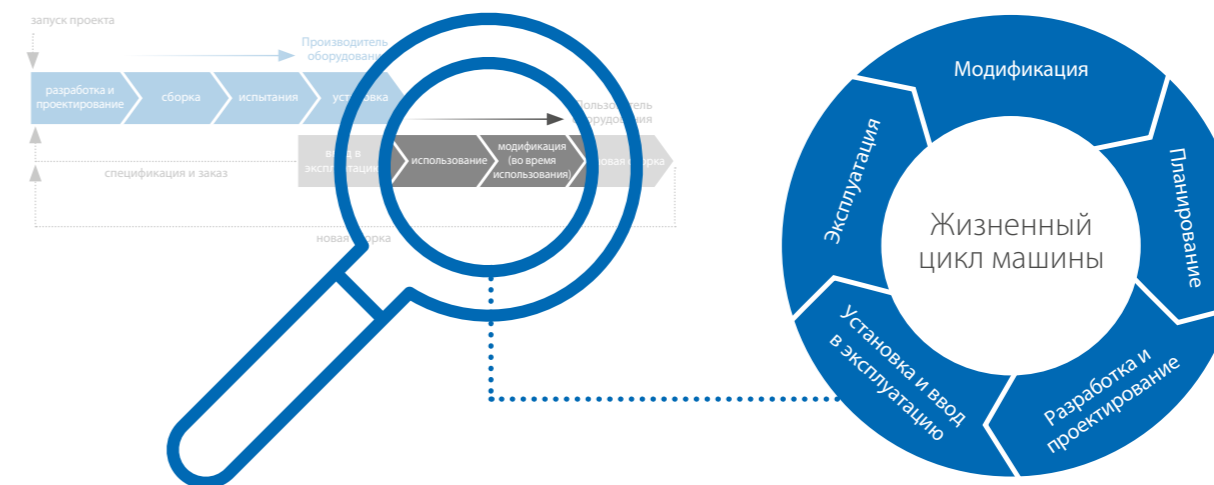 запуск проекта
Производитель
оборудования
разработка и
проектирование
сборка
испытания
установка
Пользователь
оборудования
ввод в
эксплуатацию
использование
модификация
(во время
использования)
новая сборка
спецификация и заказ
новая сборка
Модификация
Планирование
Разработка и
проектирование
Установка и ввод
в эксплуатацию
Эксплуатация
Жизненный
цикл машины